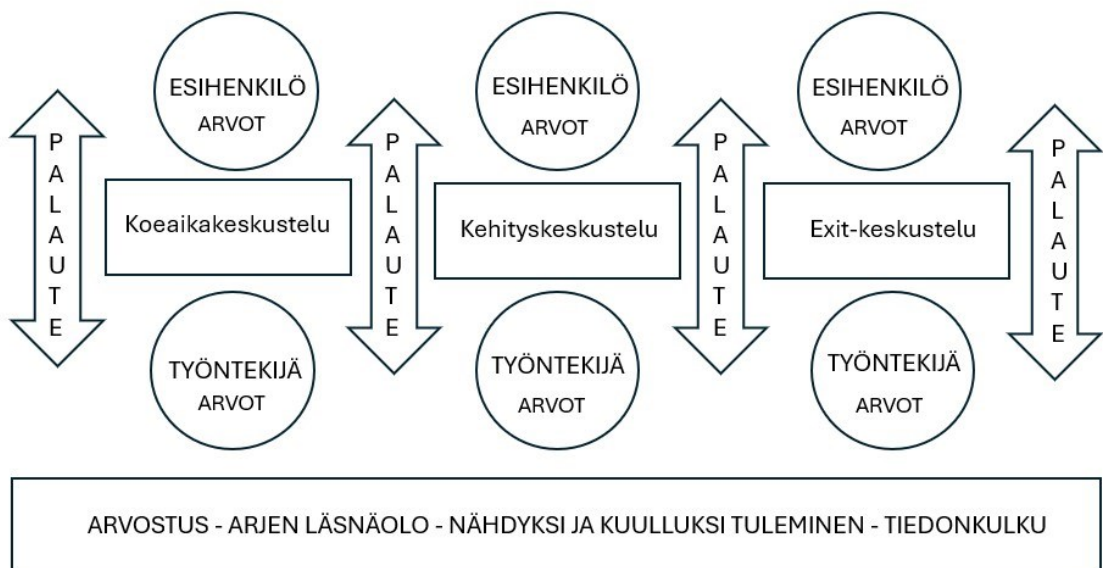 ESIHENKILÖ
ARVOT
ESIHENKILÖ
ARVOT
ESIHENKILÖ
ARVOT
PALAUTE
Koeaikakeskustelu
PALAUTE
Kehityskeskustelu
PALAUTE
Exit-keskustelu
PALAUTE
TYÖNTEKIJÄ
ARVOT
TYÖNTEKIJÄ
ARVOT
TYÖNTEKIJÄ
ARVOT
ARVOSTUS - ARJEN LÄSNÄOLO - NÄHDYKSI JA KUULLUKSI TULEMINEN - TIEDONKULKU